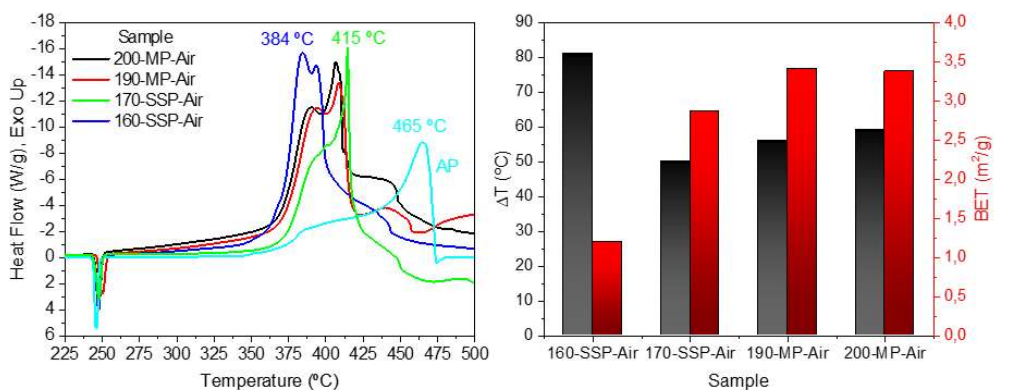 -18
-16
-14
-12
-10
-8
-6
-4
-2
0
2
4
6
Heat Flow (W/g), Exo Up
Sample
200-MP-Air
190-MP-Air
170-SSP-Air
160-SSP-Air
384 ºC
415 ºC
465 ºC
AP
225 250 275 300 325 350 375 400 425 450 475 500
Temperature (ºC)
90
80
70
60
50
40
30
20
10
0
ΔT (ºC)
4,0
3,5
3,0
2,5
2,0
1,5
1,0
0,5
0,0
BET (m²/g)
160-SSP-Air 170-SSP-Air 190-MP-Air 200-MP-Air
Sample